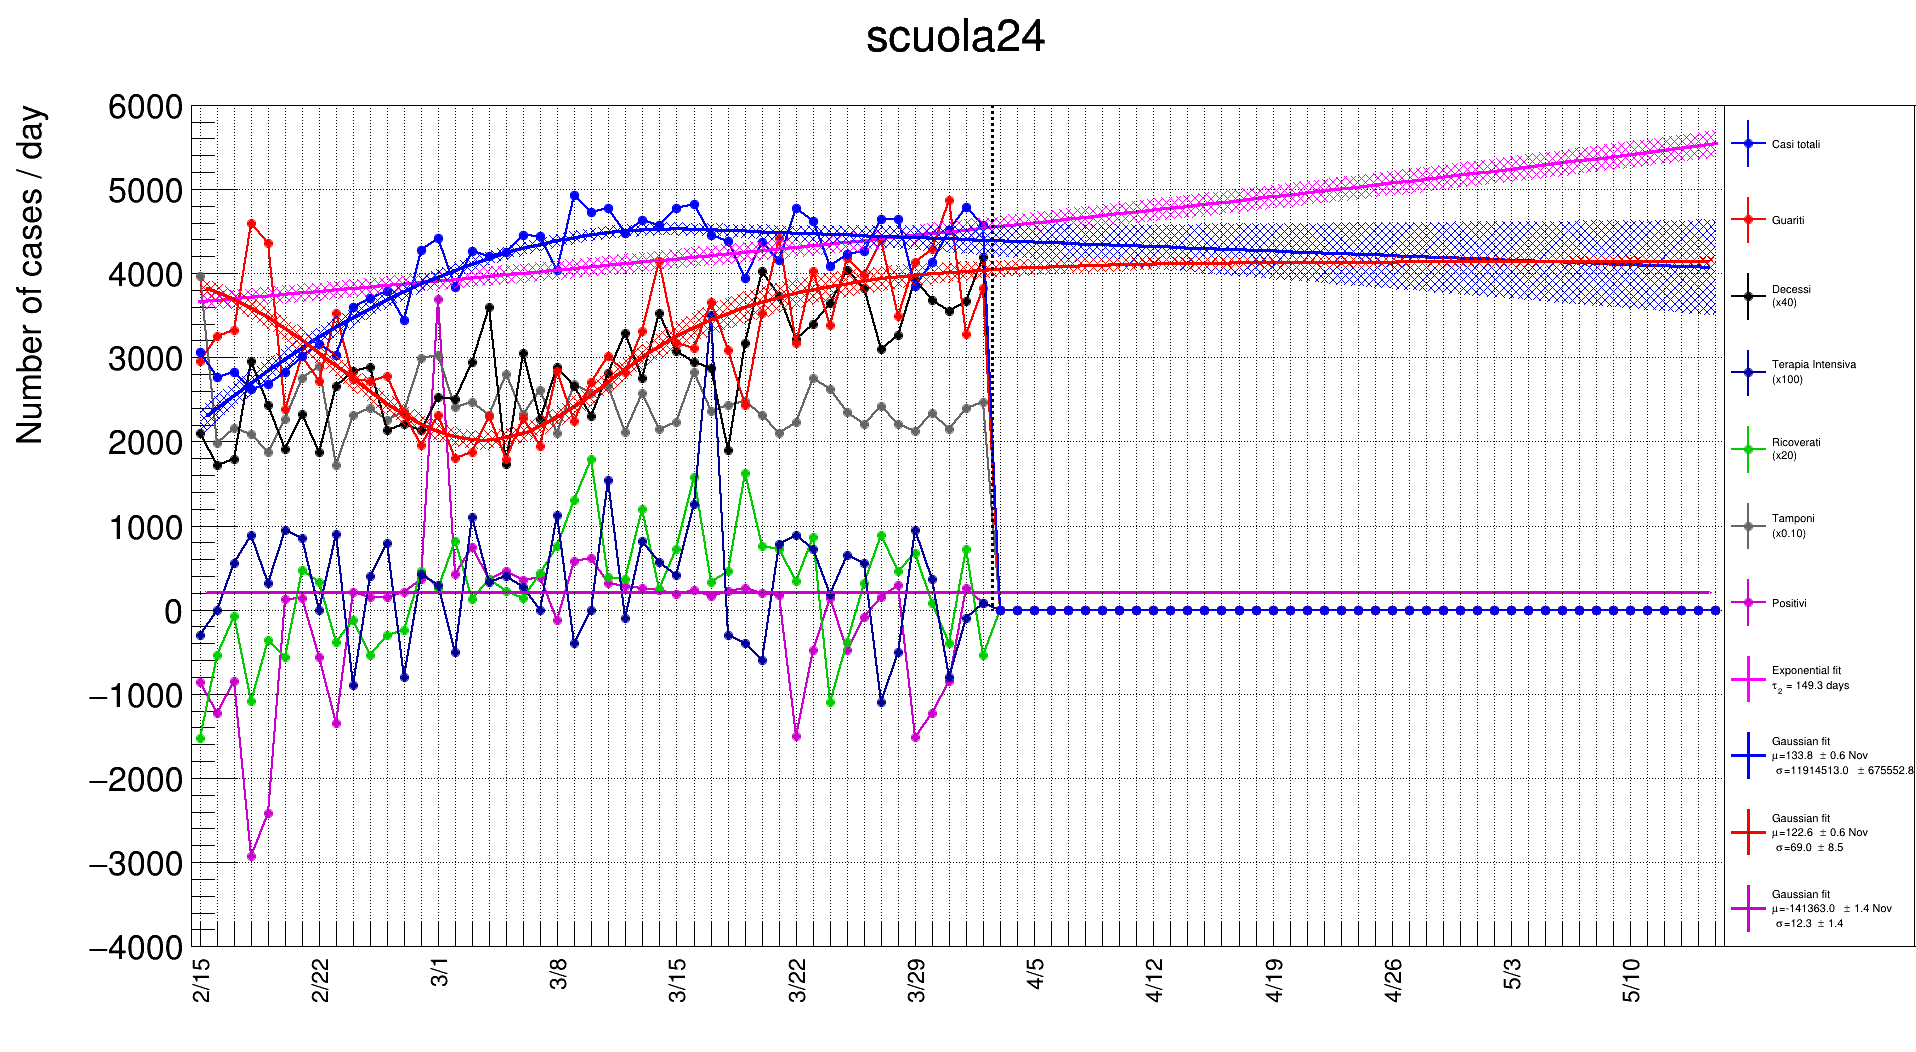 scuola24
Number of cases / day
6000
5000
4000
3000
2000
1000
0
−1000
−2000
−3000
−4000
2/15
2/22
3/1
3/8
3/15
3/22
3/29
4/5
4/12
4/19
4/26
5/3
5/10
Casi totali
Guariti
Decessi
(x40)
Terapia Intensiva
(x100)
Ricoverati
(x20)
Tamponi
(x0.10)
Positivi
Exponential fit
τ2 = 149.3 days
Gaussian fit
μ=133.8 ± 0.6 Nov
σ=11914513.0 ± 675552.8
Gaussian fit
μ=122.6 ± 0.6 Nov
σ=69.0 ± 8.5
Gaussian fit
μ=-141363.0 ± 1.4 Nov
σ=12.3 ± 1.4